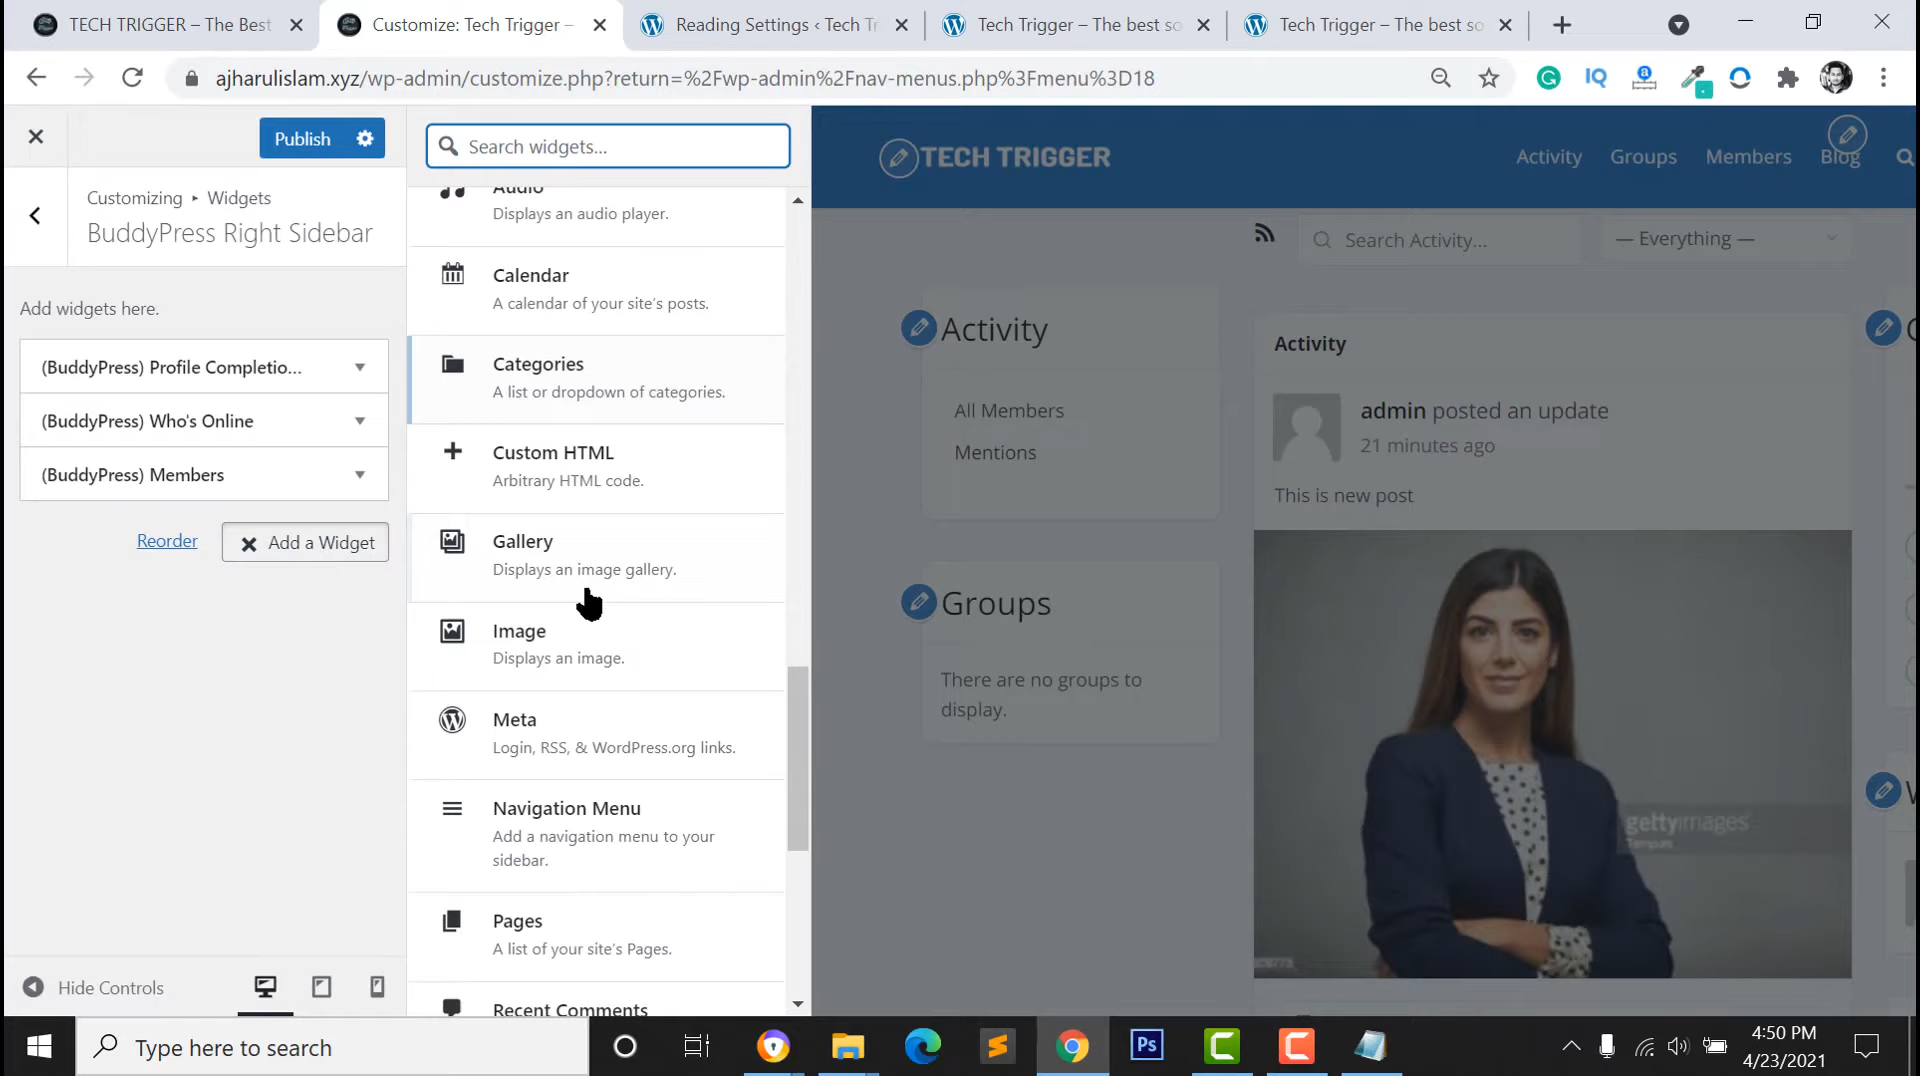 TECH TRIGGER – The Best
Customize: Tech Trigger –
Reading Settings ‹ Tech Tr
Tech Trigger – The best so
Tech Trigger – The best so
ajharulislam.xyz/wp-admin/customize.php?return=%2Fwp-admin%2Fnav-menus.php%3Fmenu%3D18
IQ
a
Publish
Customizing ▸ Widgets
BuddyPress Right Sidebar
Add widgets here.
(BuddyPress) Profile Completio...
(BuddyPress) Who's Online
(BuddyPress) Members
Reorder
Add a Widget
Hide Controls
Search widgets...
Audio
Displays an audio player.
Calendar
A calendar of your site's posts.
Categories
A list or dropdown of categories.
Custom HTML
Arbitrary HTML code.
Gallery
Displays an image gallery.
Image
Displays an image.
Meta
Login, RSS, & WordPress.org links.
Navigation Menu
Add a navigation menu to your
sidebar.
Pages
A list of your site's Pages.
Recent Comments
TECH TRIGGER
Activity Groups Members Blog
Search Activity...
— Everything —
Activity
All Members
Mentions
Groups
There are no groups to
display.
Activity
admin posted an update
21 minutes ago
This is new post
gettyimages
Type here to search
Ps
4:50 PM
4/23/2021